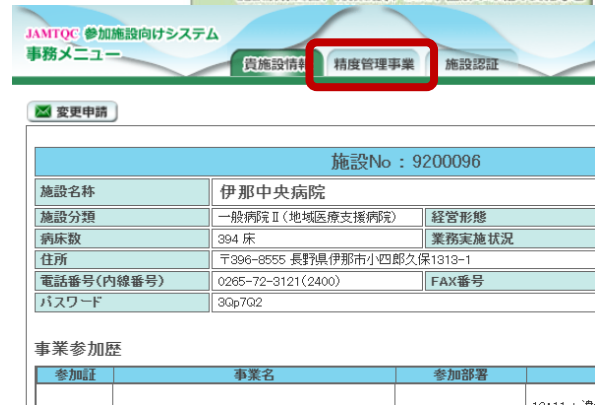 JAMTQC 参加施設向けシステム
事務メニュー
貴施設情報 精度管理事業 施設認証
変更申請
施設No:9200096
施設名称 伊那中央病院
施設分類 一般病院Ⅱ(地域医療支援病院) 経営形態
病床数 394 床 業務実施状況
住所 〒396-8555 長野県伊那市小四郎久保1313-1
電話番号(内線番号) 0265-72-3121(2400) FAX番号
パスワード 3Qp7Q2
事業参加歴
参加証 事業名 参加部署